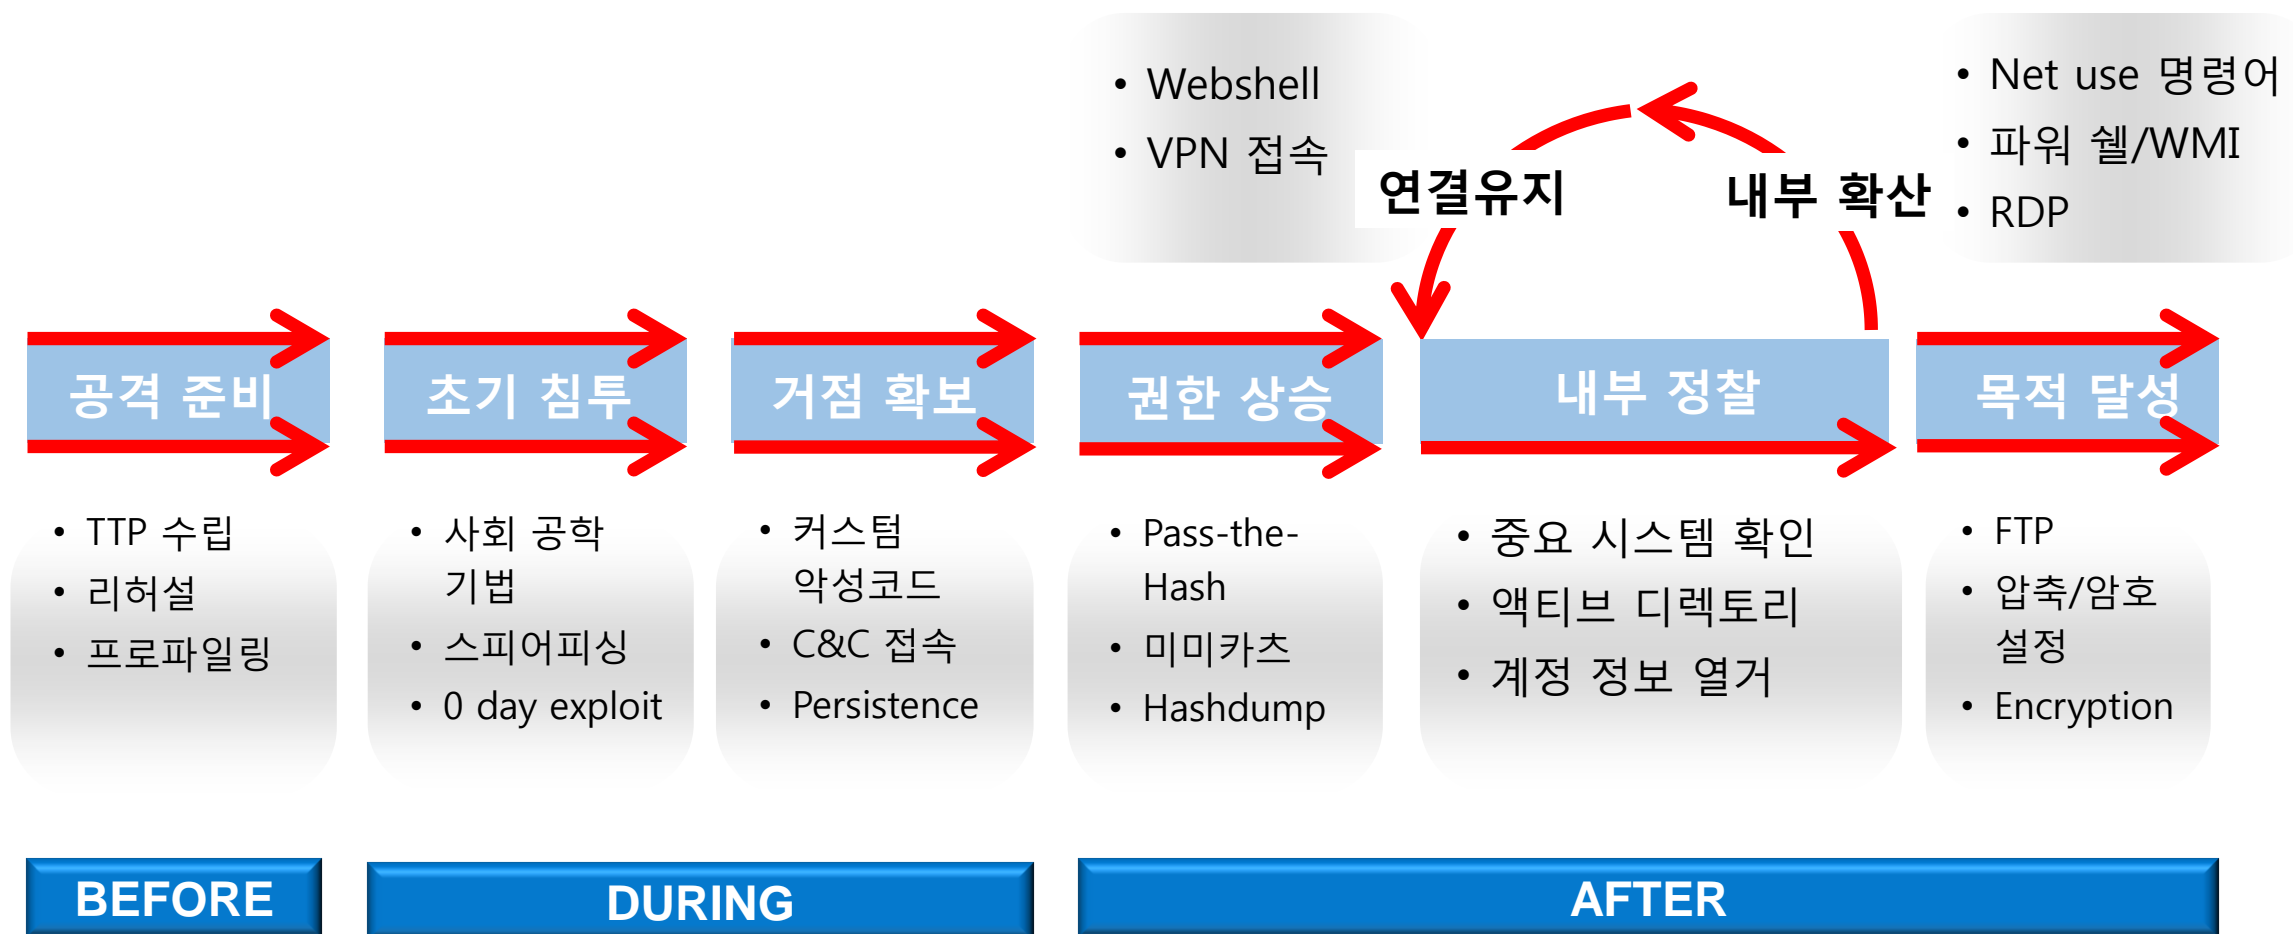 • Webshell
• VPN 접속
연결유지
내부 확산
• Net use 명령어
• 파워 쉘/WMI
• RDP
공격 준비
초기 침투
거점 확보
권한 상승
내부 정찰
목적 달성
• TTP 수립
• 리허설
• 프로파일링
• 사회 공학
기법
• 스피어피싱
• 0 day exploit
• 커스텀
악성코드
• C&C 접속
• Persistence
• Pass-the-
Hash
• 미미카츠
• Hashdump
• 중요 시스템 확인
• 액티브 디렉토리
• 계정 정보 열거
• FTP
• 압축/암호
설정
• Encryption
BEFORE
DURING
AFTER